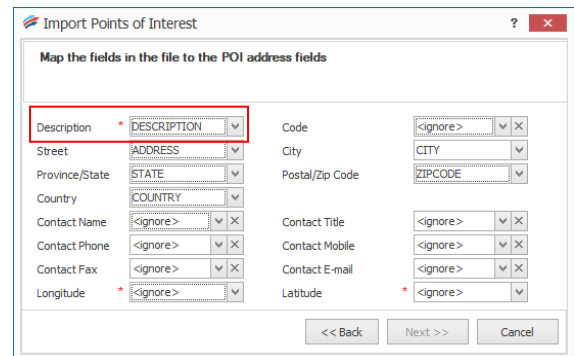 Import Points of Interest ? ×
Map the fields in the file to the POI address fields
Description * DESCRIPTION Code <ignore>
Street ADDRESS City CITY
Province/State STATE Postal/Zip Code ZIPCODE
Country COUNTRY
Contact Name <ignore> Contact Title <ignore>
Contact Phone <ignore> Contact Mobile <ignore>
Contact Fax <ignore> Contact E-mail <ignore>
Longitude * <ignore> Latitude * <ignore>
<< Back Next >> Cancel